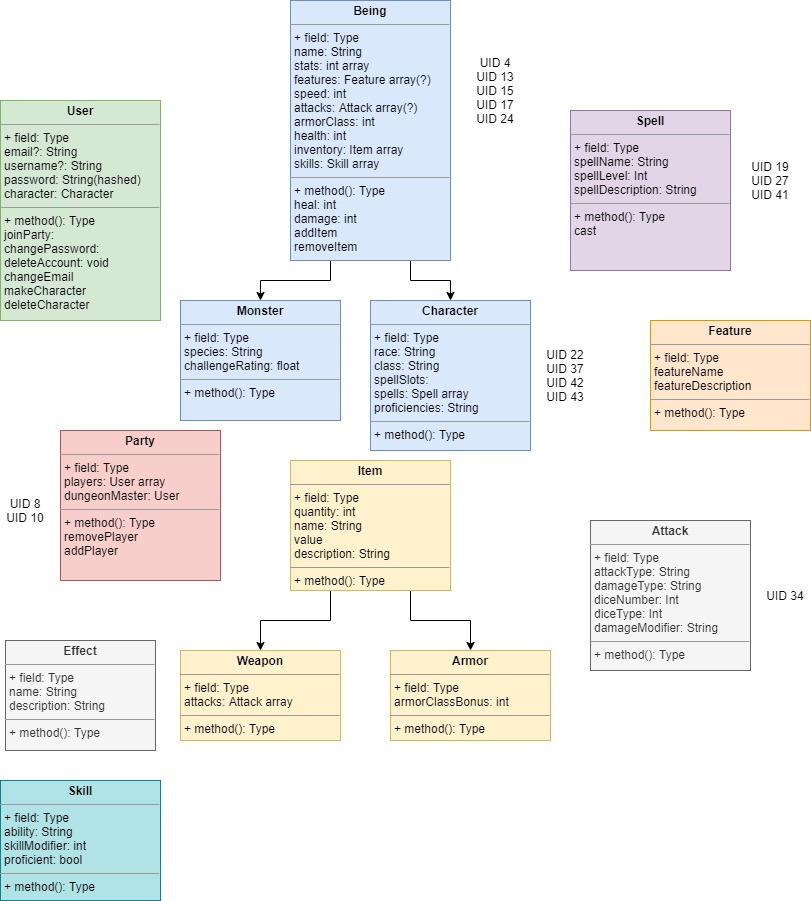 Being
+ field: Type
name: String
stats: int array
features: Feature array(?)
speed: int
attacks: Attack array(?)
armorClass: int
health: int
inventory: Item array
skills: Skill array
+ method(): Type
heal: int
damage: int
addItem
removeItem
UID 4
UID 13
UID 15
UID 17
UID 24
User
+ field: Type
email?: String
username?: String
password: String(hashed)
character: Character
+ method(): Type
joinParty:
changePassword:
deleteAccount: void
changeEmail
makeCharacter
deleteCharacter
Spell
+ field: Type
spellName: String
spellLevel: Int
spellDescription: String
+ method(): Type
cast
UID 19
UID 27
UID 41
Monster
+ field: Type
species: String
challengeRating: float
+ method(): Type
Character
+ field: Type
race: String
class: String
spellSlots:
spells: Spell array
proficiencies: String
+ method(): Type
UID 22
UID 37
UID 42
UID 43
Feature
+ field: Type
featureName
featureDescription
+ method(): Type
Party
+ field: Type
players: User array
dungeonMaster: User
+ method(): Type
removePlayer
addPlayer
UID 8
UID 10
Item
+ field: Type
quantity: int
name: String
value
description: String
+ method(): Type
Attack
+ field: Type
attackType: String
damageType: String
diceNumber: Int
diceType: Int
damageModifier: String
+ method(): Type
UID 34
Effect
+ field: Type
name: String
description: String
+ method(): Type
Weapon
+ field: Type
attacks: Attack array
+ method(): Type
Armor
+ field: Type
armorClassBonus: int
+ method(): Type
Skill
+ field: Type
ability: String
skillModifier: int
proficient: bool
+ method(): Type